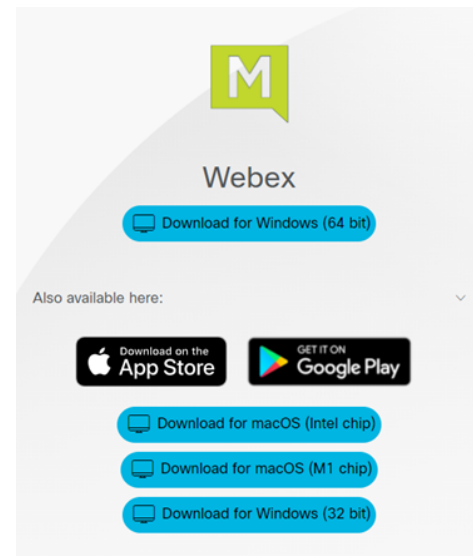 M
Webex
Download for Windows (64 bit)
Also available here:
Download on the
App Store
GET IT ON
Google Play
Download for macOS (Intel chip)
Download for macOS (M1 chip)
Download for Windows (32 bit)